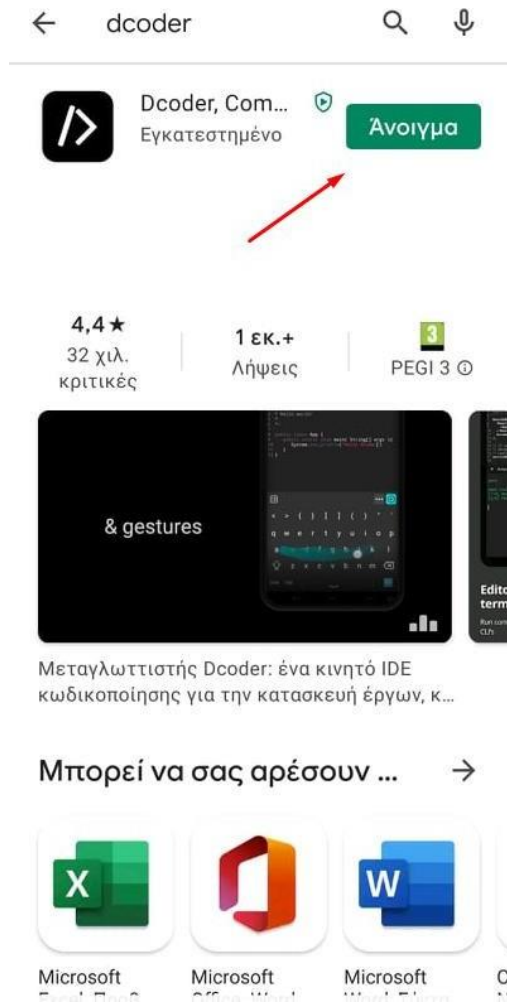 dcoder
Dcoder, Com...
Εγκατεστημένο
Άνοιγμα
4,4★
32 χιλ.
κριτικές
1 εκ.+
Λήψεις
3
PEGI 3
& gestures
q w e r t y u i o p
z x c v b n m
Μεταγλωττιστής Dcoder: ένα κινητό IDE
κωδικοποίησης για την κατασκευή έργων, κ...
Μπορεί να σας αρέσουν ...
Microsoft
Microsoft
Microsoft